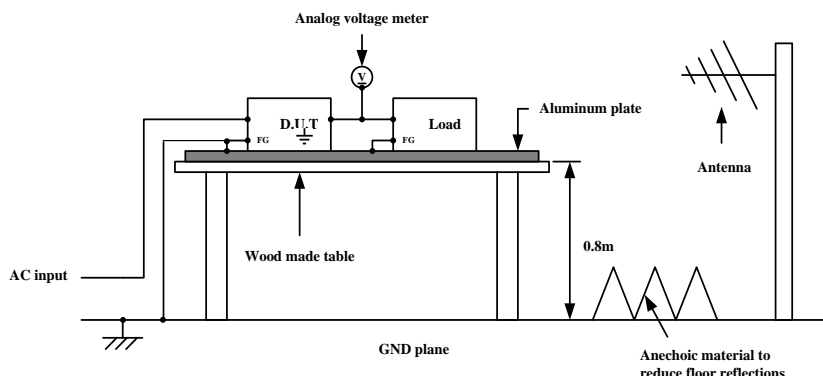 Analog voltage meter
V
D.U.T
Load
FG
FG
Aluminum plate
Antenna
Wood made table
0.8m
AC input
GND plane
Anechoic material to
reduce floor reflections